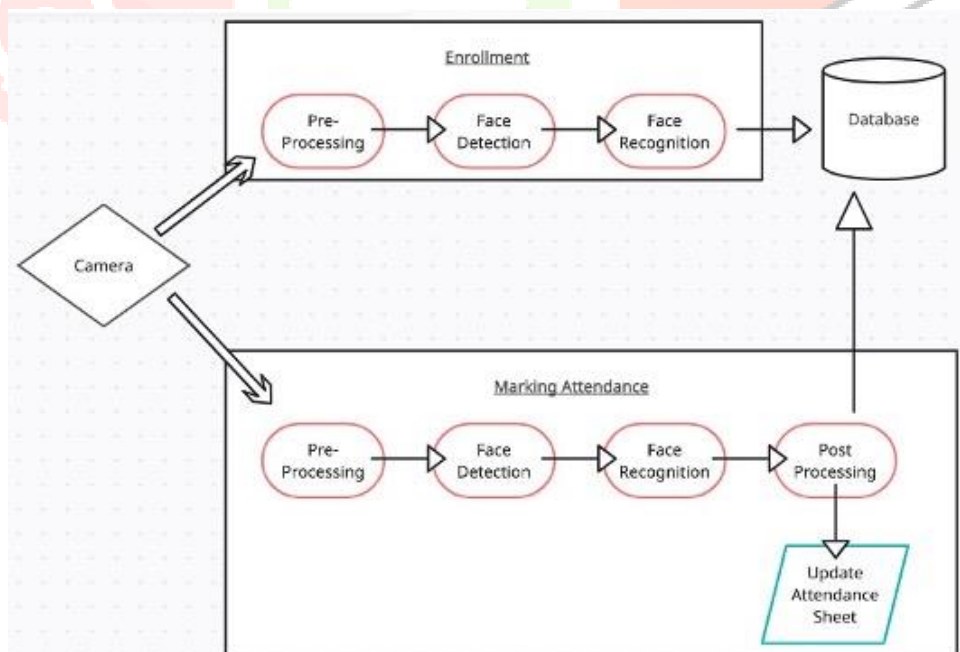 Enrollment
Pre-
Processing
Face
Detection
Face
Recognition
Database
Camera
Marking Attendance
Pre-
Processing
Face
Detection
Face
Recognition
Post
Processing
Update
Attendance
Sheet